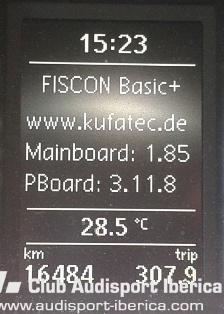 15:23
FISCON Basic+
www.kufatec.de
Mainboard: 1.85
PBoard: 3.11.8
28.5 °C
km trip
16484 307.9
Club Audisport Iberica
www.audisport-iberica.com